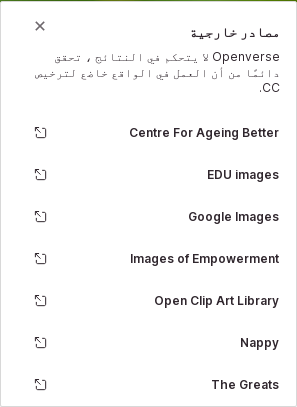 مصادر خارجية
Openverse لا يتحكم في النتائج ، تحقق
دائمًا من أن العمل في الواقع خاضع لترخيص
CC.
Centre For Ageing Better
EDU images
Google Images
Images of Empowerment
Open Clip Art Library
Nappy
The Greats